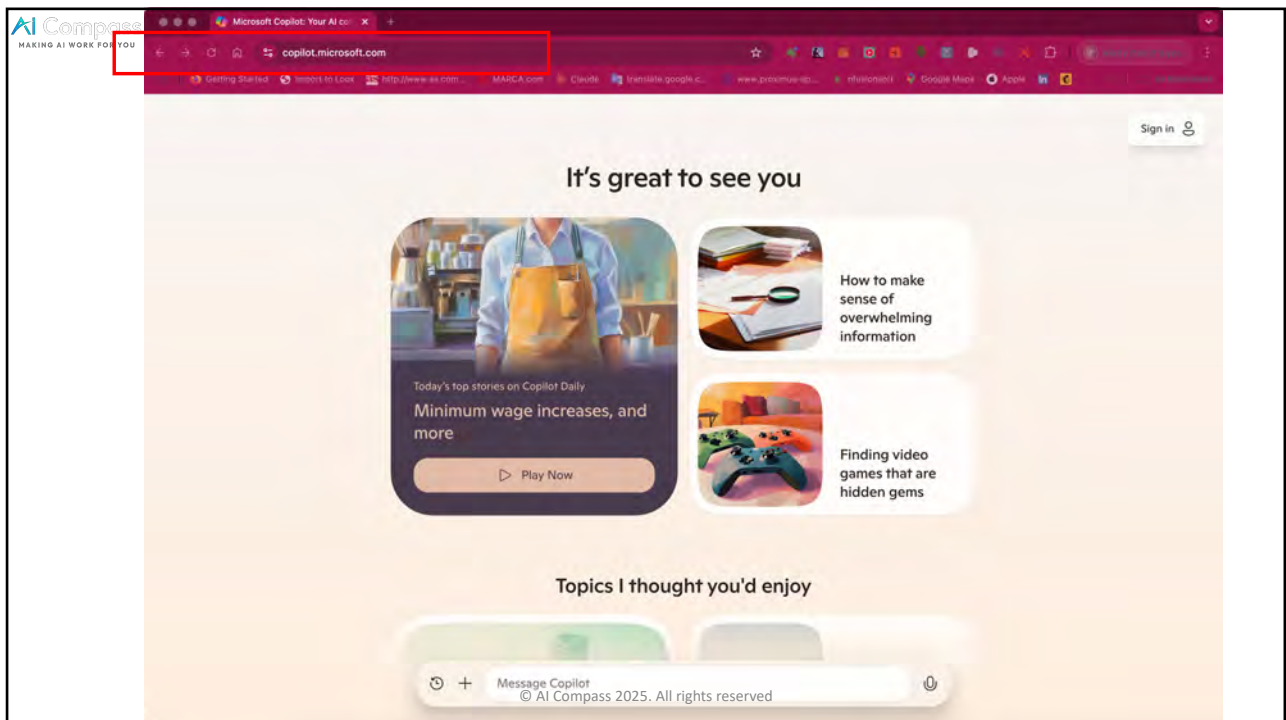 AI Compass
MAKING AI WORK FOR YOU
Microsoft Copilot: Your AI co
copilot.microsoft.com
Getting Started Import to Loox http://www.as.com... MARCA.com Claude translate.google.c... Google Maps Apple
Sign in
It's great to see you
How to make
sense of
overwhelming
information
Today's top stories on Copilot Daily
Minimum wage increases, and
more
Play Now
Finding video
games that are
hidden gems
Topics I thought you'd enjoy
Message Copilot
© AI Compass 2025. All rights reserved